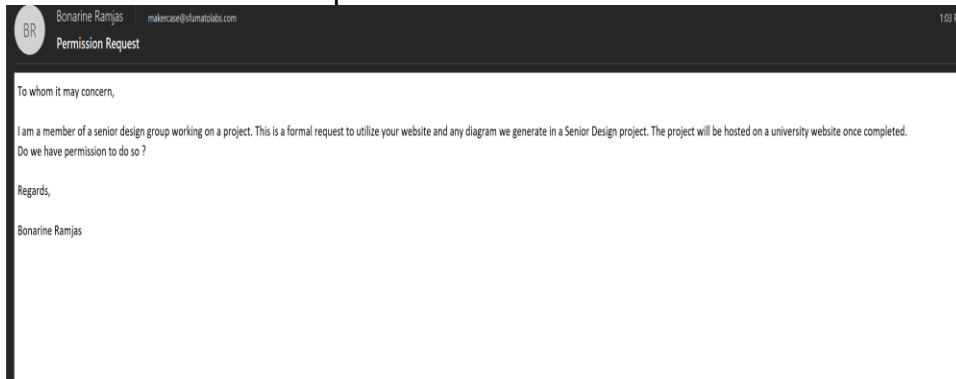 BR
Bonarine Ramjas makercase@sfumatolabs.com
1:03 P
Permission Request
To whom it may concern,
I am a member of a senior design group working on a project. This is a formal request to utilize your website and any diagram we generate in a Senior Design project. The project will be hosted on a university website once completed.
Do we have permission to do so ?
Regards,
Bonarine Ramjas